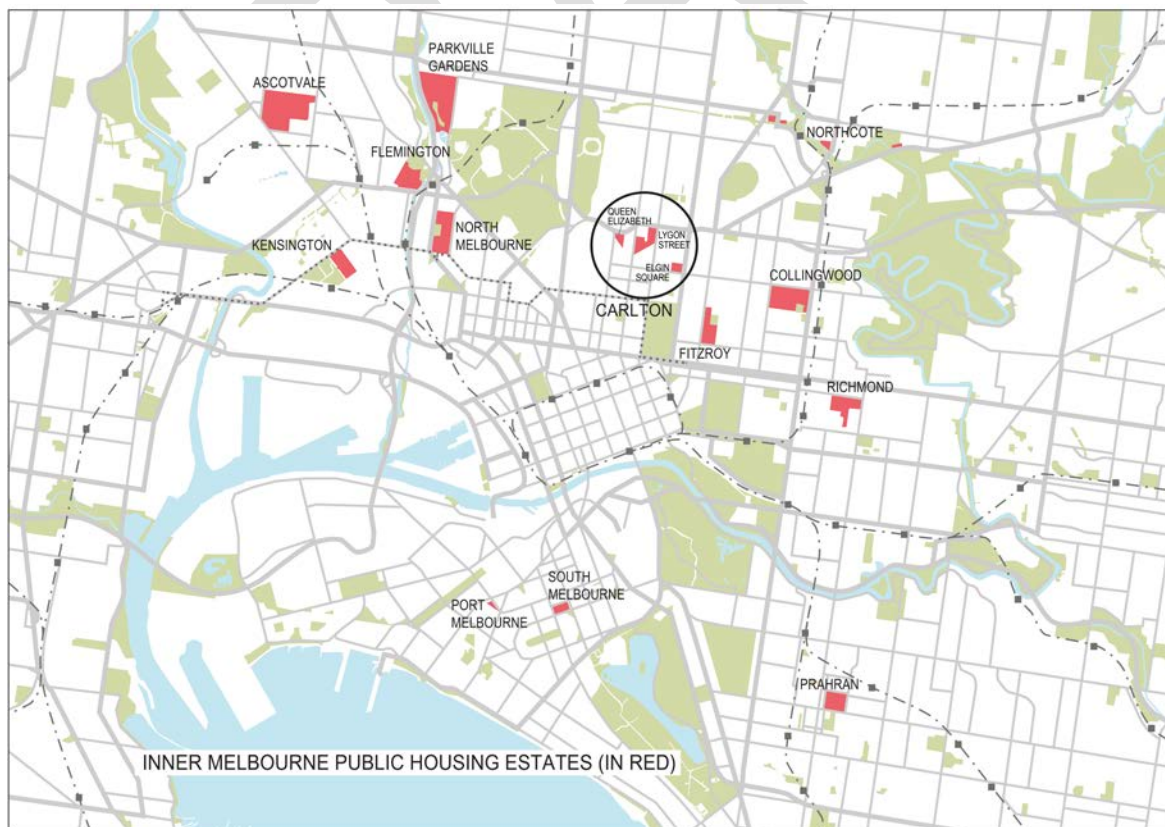 PARKVILLE
GARDENS
ASCOTVALE
FLEMINGTON
NORTHCOTE
QUEEN
ELIZABETH
NORTH
MELBOURNE
LYGON
STREET
KENSINGTON
ELGIN
SQUARE
COLLINGWOOD
CARLTON
FITZROY
RICHMOND
SOUTH
MELBOURNE
PORT
MELBOURNE
PRAHRAN
INNER MELBOURNE PUBLIC HOUSING ESTATES (IN RED)